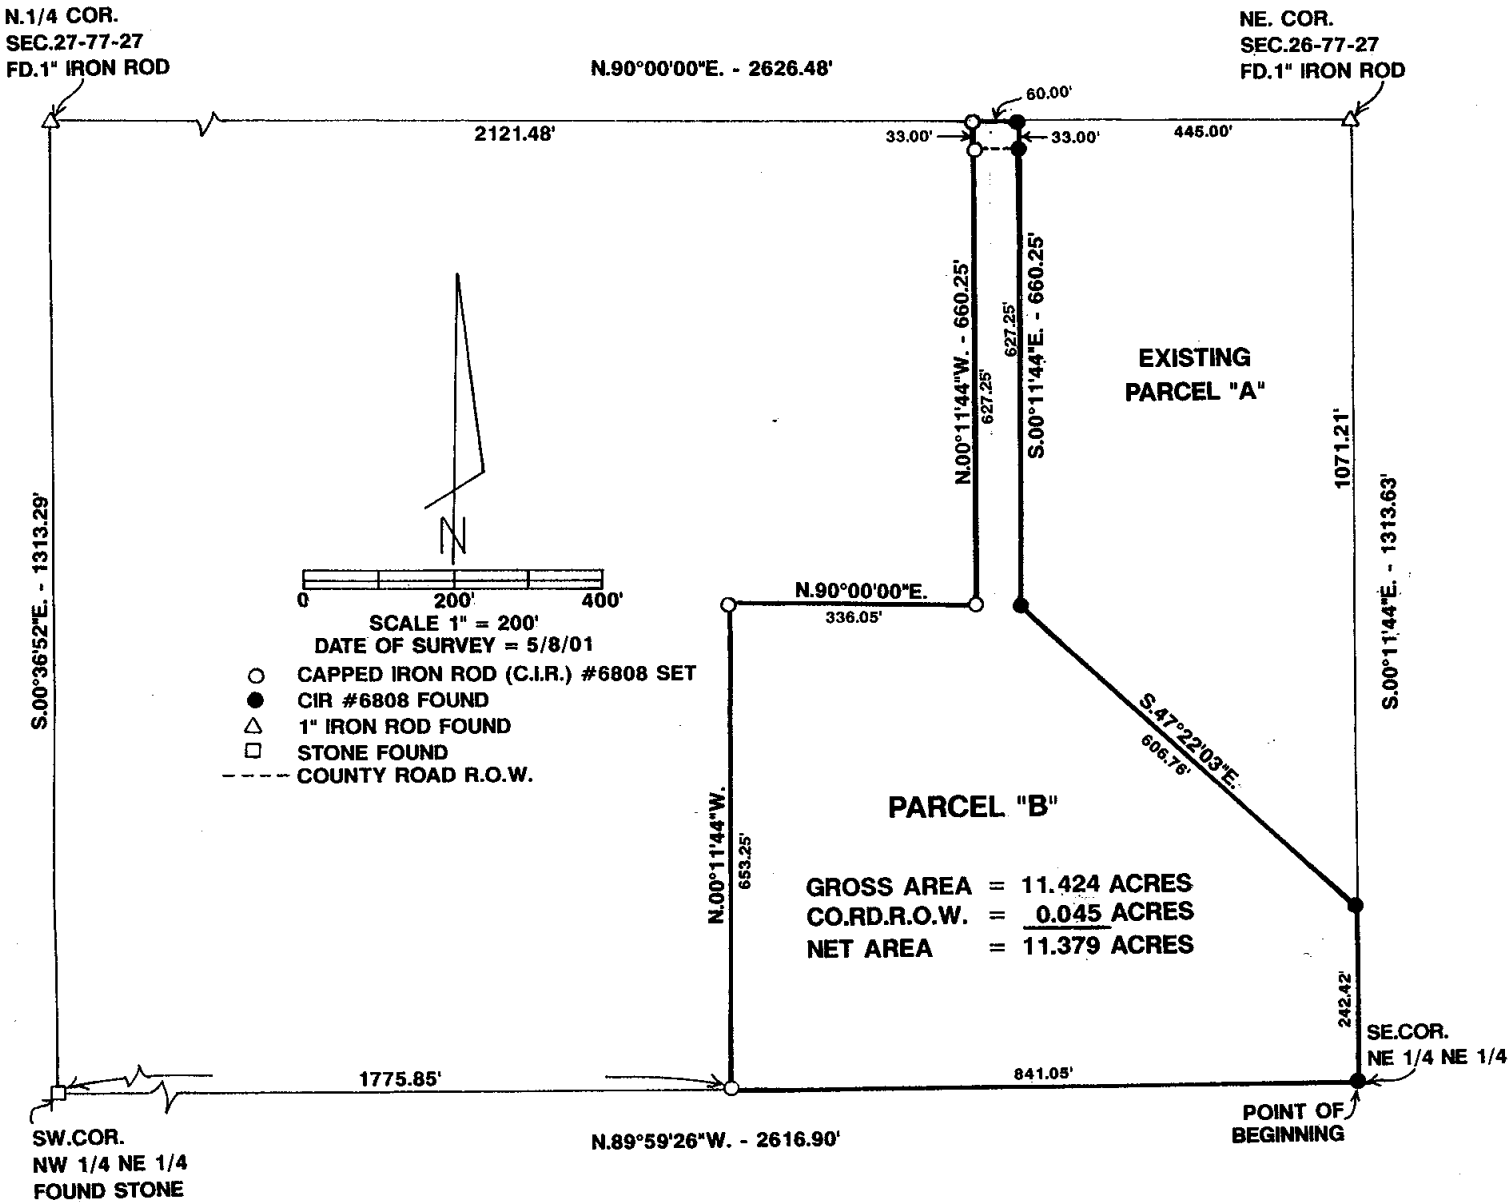 N.1/4 COR.
SEC.27-77-27
FD.1" IRON ROD
NE. COR.
SEC.26-77-27
FD.1" IRON ROD
N.90°00'00"E. - 2626.48'
60.00'
2121.48'
33.00'
33.00'
445.00'
N.00°11'44"W. - 660.25'
627.25'
627.25'
S.00°11'44"E. - 660.25'
EXISTING
PARCEL "A"
1071.21'
S.00°11'44"E. - 1313.63'
S.00°36'52"E. - 1313.29'
N
0 200' 400'
SCALE 1" = 200'
DATE OF SURVEY = 5/8/01
CAPPED IRON ROD (C.I.R.) #6808 SET
CIR #6808 FOUND
1" IRON ROD FOUND
STONE FOUND
COUNTY ROAD R.O.W.
N.90°00'00"E.
336.05'
S.47°22'03"E.
606.76'
N.00°11'44"W.
653.25'
PARCEL "B"
GROSS AREA = 11.424 ACRES
CO.RD.R.O.W. = 0.045 ACRES
NET AREA = 11.379 ACRES
242.42'
SE.COR.
NE 1/4 NE 1/4
1775.85'
841.05'
POINT OF
BEGINNING
N.89°59'26"W. - 2616.90'
SW.COR.
NW 1/4 NE 1/4
FOUND STONE